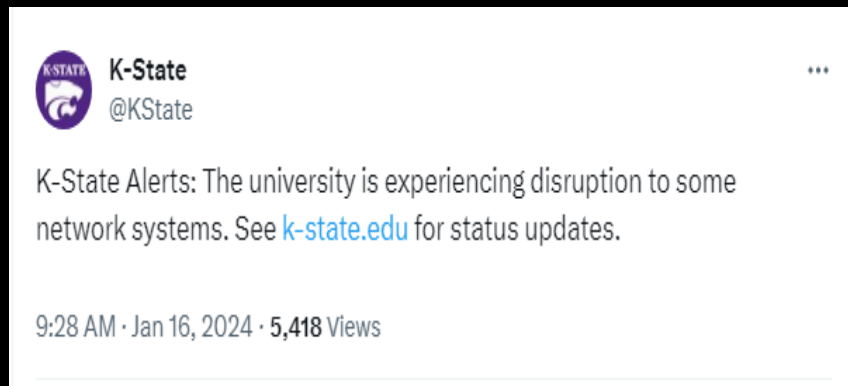 K-STATE
K-State
@KState
K-State Alerts: The university is experiencing disruption to some
network systems. See k-state.edu for status updates.
9:28 AM · Jan 16, 2024 · 5,418 Views